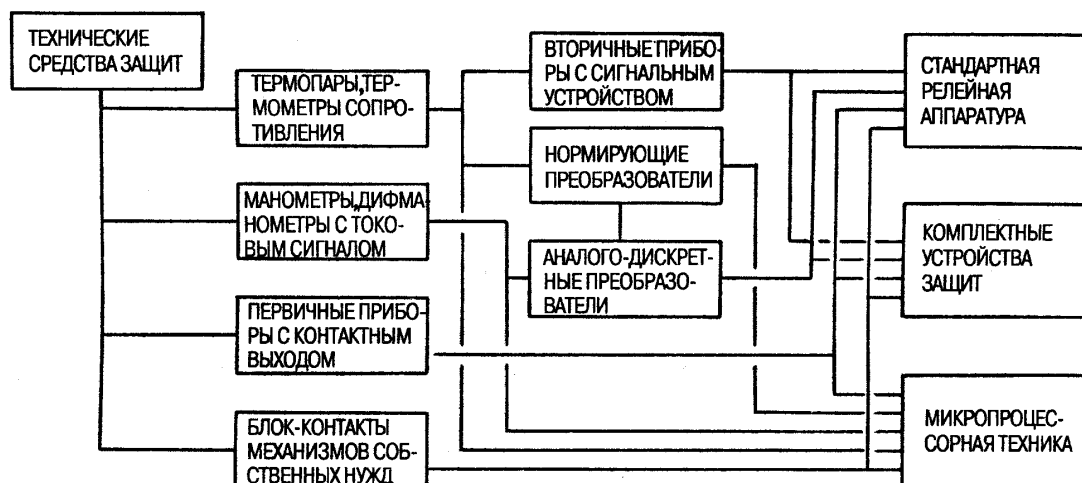 ТЕХНИЧЕСКИЕ
СРЕДСТВА ЗАЩИТ
ТЕРМОПАРЫ,ТЕР-
МОМЕТРЫ СОПРО-
ТИВЛЕНИЯ
МАНОМЕТРЫ,ДИФМА-
НОМЕТРЫ С ТОКО-
ВЫМ СИГНАЛОМ
ПЕРВИЧНЫЕ ПРИБО-
РЫ С КОНТАКТНЫМ
ВЫХОДОМ
БЛОК-КОНТАКТЫ
МЕХАНИЗМОВ СОБ-
СТВЕННЫХ НУЖД
ВТОРИЧНЫЕ ПРИБО-
РЫ С СИГНАЛЬНЫМ
УСТРОЙСТВОМ
НОРМИРУЮЩИЕ
ПРЕОБРАЗОВАТЕЛИ
АНАЛОГО-ДИСКРЕТ-
НЫЕ ПРЕОБРАЗО-
ВАТЕЛИ
СТАНДАРТНАЯ
РЕЛЕЙНАЯ
АППАРАТУРА
КОМПЛЕКТНЫЕ
УСТРОЙСТВА
ЗАЩИТ
МИКРОПРОЦЕС-
СОРНАЯ ТЕХНИКА